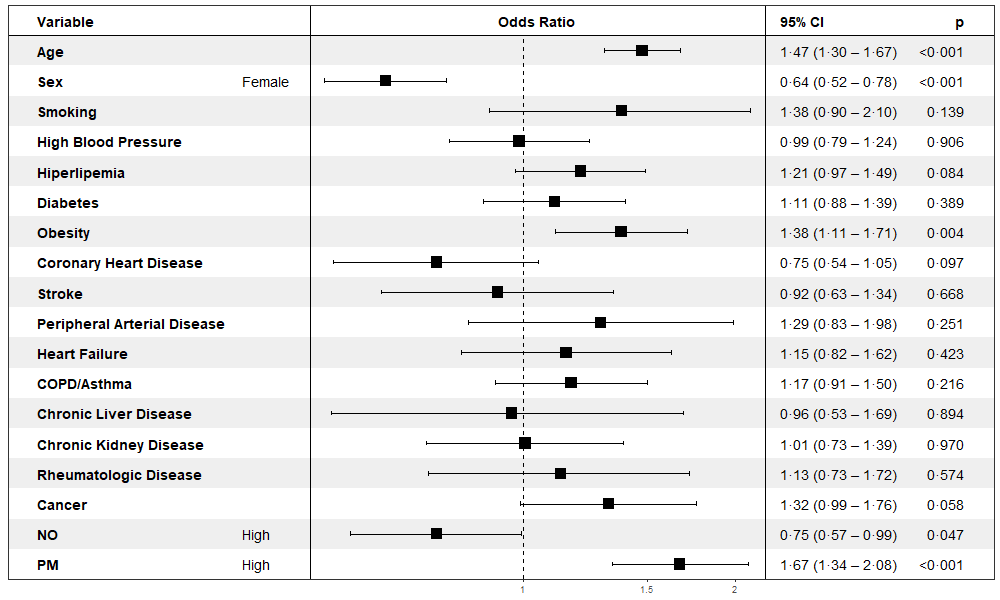 Variable Odds Ratio 95% CI p
Age 1·47 (1·30 – 1·67) <0·001
Sex Female 0·64 (0·52 – 0·78) <0·001
Smoking 1·38 (0·90 – 2·10) 0·139
High Blood Pressure 0·99 (0·79 – 1·24) 0·906
Hiperlipemia 1·21 (0·97 – 1·49) 0·084
Diabetes 1·11 (0·88 – 1·39) 0·389
Obesity 1·38 (1·11 – 1·71) 0·004
Coronary Heart Disease 0·75 (0·54 – 1·05) 0·097
Stroke 0·92 (0·63 – 1·34) 0·668
Peripheral Arterial Disease 1·29 (0·83 – 1·98) 0·251
Heart Failure 1·15 (0·82 – 1·62) 0·423
COPD/Asthma 1·17 (0·91 – 1·50) 0·216
Chronic Liver Disease 0·96 (0·53 – 1·69) 0·894
Chronic Kidney Disease 1·01 (0·73 – 1·39) 0·970
Rheumatologic Disease 1·13 (0·73 – 1·72) 0·574
Cancer 1·32 (0·99 – 1·76) 0·058
NO High 0·75 (0·57 – 0·99) 0·047
PM High 1·67 (1·34 – 2·08) <0·001
1 1.5 2